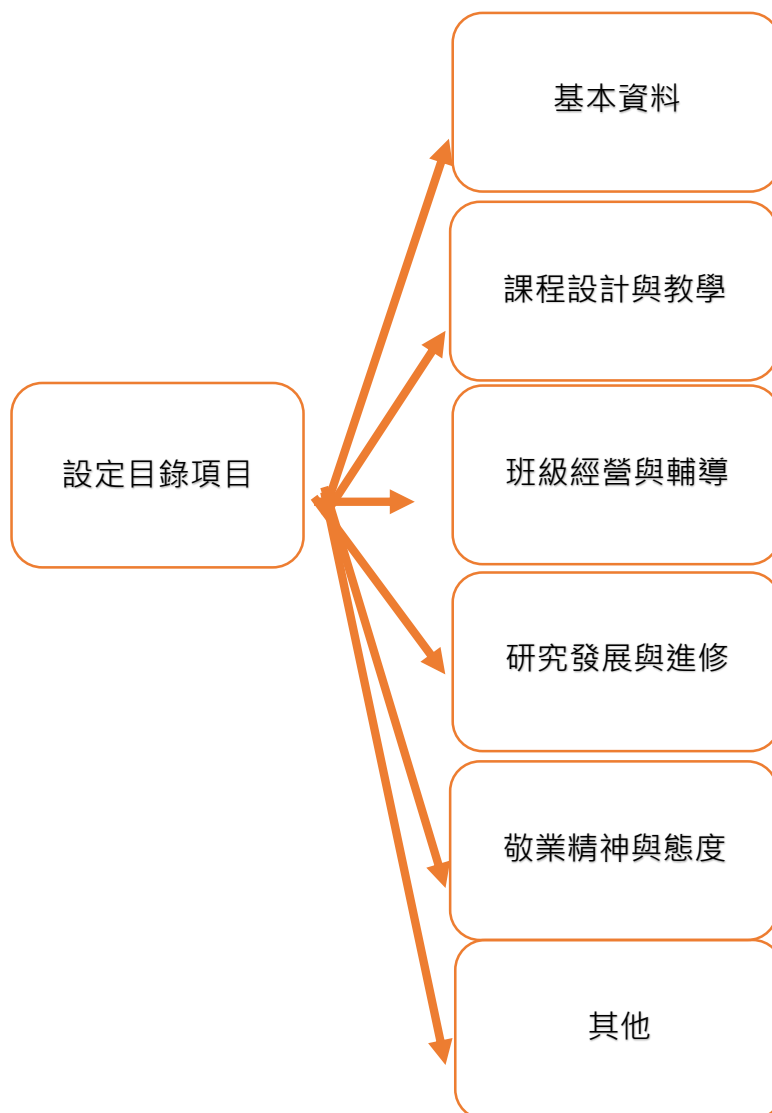 基本資料
課程設計與教學
設定目錄項目
班級經營與輔導
研究發展與進修
敬業精神與態度
其他